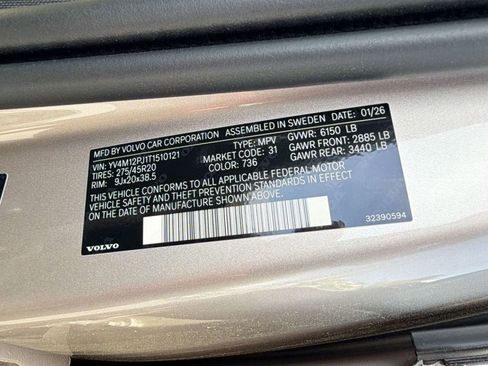 MFD BY VOLVO CAR CORPORATION ASSEMBLED IN SWEDEN DATE 01/26
VIN: YV4M12PJ1T1510121 TYPE: MPV GVWR: 6150 LB
TIRES: 275/45R20 MARKET CODE: 31 GAWR FRONT: 2885 LB
RIM: 9Jx20x38.5 COLOR: 736 GAWR REAR: 3440 LB
THIS VEHICLE CONFORMS TO ALL APPLICABLE FEDERAL MOTOR
VEHICLE SAFETY AND THEFT PREVENTION STANDARDS IN EFFECT ON THE
DATE OF MANUFACTURE SHOWN ABOVE
VOLVO 32390594